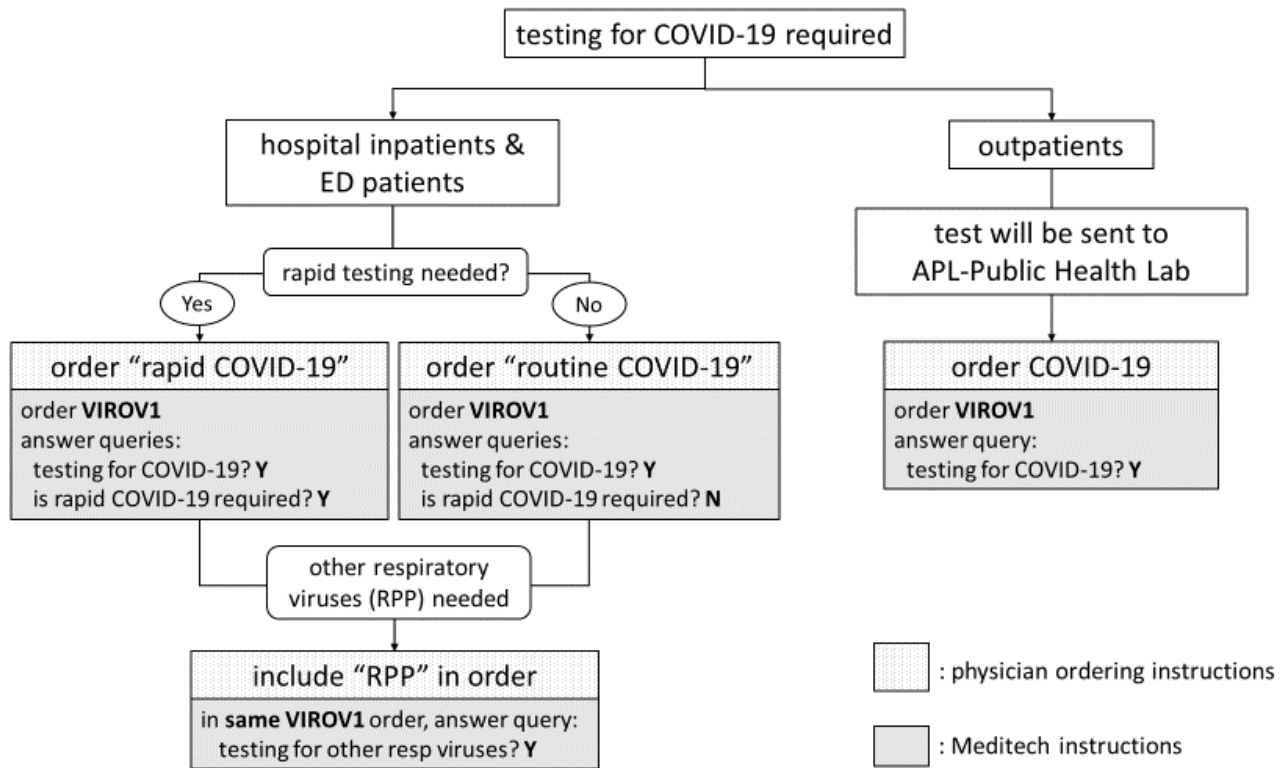 testing for COVID-19 required
hospital inpatients &
ED patients
outpatients
test will be sent to
APL-Public Health Lab
rapid testing needed?
Yes
No
order “rapid COVID-19”
order VIROV1
answer queries:
testing for COVID-19? Y
is rapid COVID-19 required? Y
order “routine COVID-19”
order VIROV1
answer queries:
testing for COVID-19? Y
is rapid COVID-19 required? N
order COVID-19
order VIROV1
answer query:
testing for COVID-19? Y
other respiratory
viruses (RPP) needed
include “RPP” in order
in same VIROV1 order, answer query:
testing for other resp viruses? Y
: physician ordering instructions
: Meditech instructions